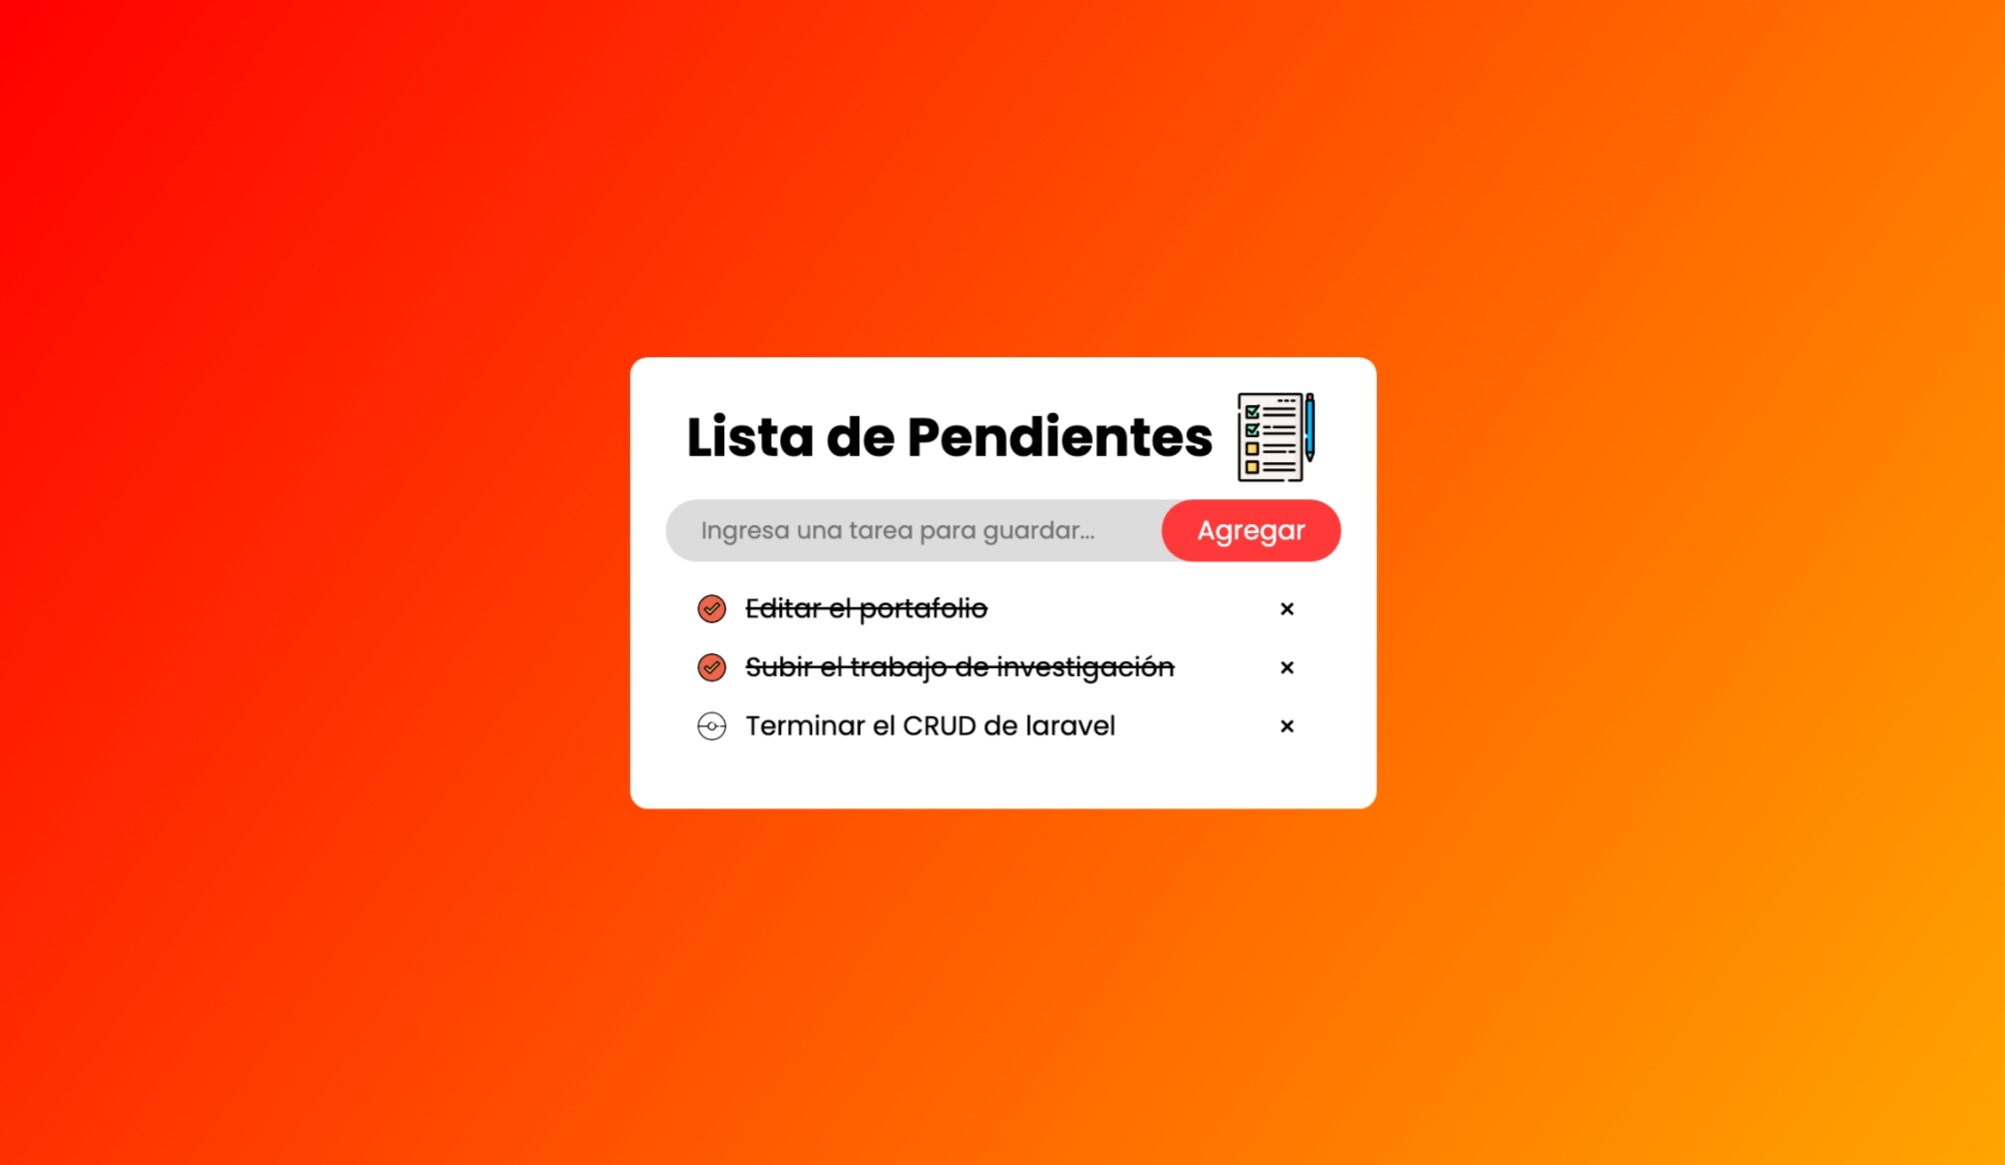 Lista de Pendientes
Ingresa una tarea para guardar...
Agregar
Editar el portafolio
Subir el trabajo de investigación
Terminar el CRUD de laravel